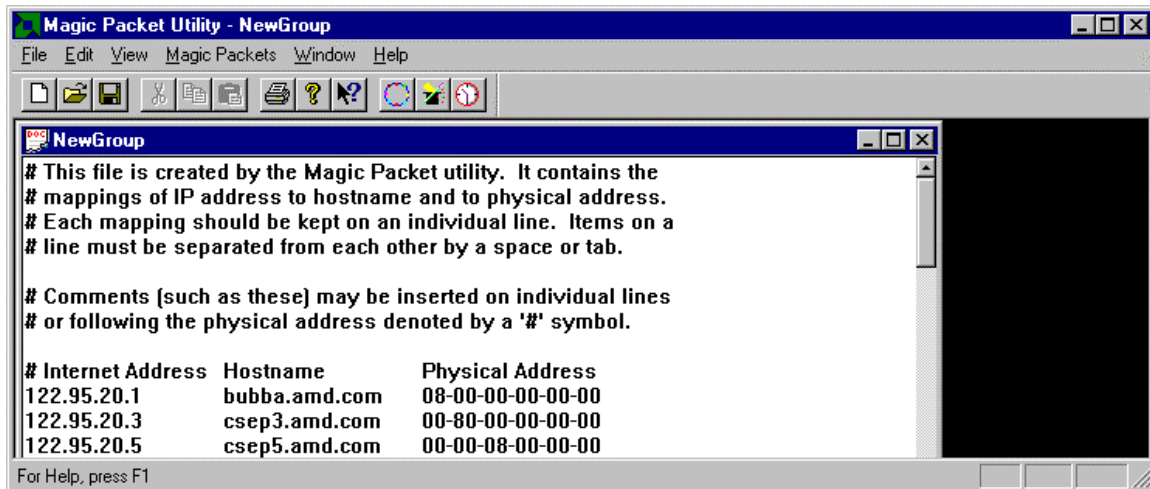 Magic Packet Utility - NewGroup
File Edit View Magic Packets Window Help
DOC NewGroup
# This file is created by the Magic Packet utility. It contains the
# mappings of IP address to hostname and to physical address.
# Each mapping should be kept on an individual line. Items on a
# line must be separated from each other by a space or tab.
# Comments (such as these) may be inserted on individual lines
# or following the physical address denoted by a '#' symbol.
# Internet Address Hostname Physical Address
122.95.20.1 bubba.amd.com 08-00-00-00-00-00
122.95.20.3 csep3.amd.com 00-80-00-00-00-00
122.95.20.5 csep5.amd.com 00-00-08-00-00-00
For Help, press F1